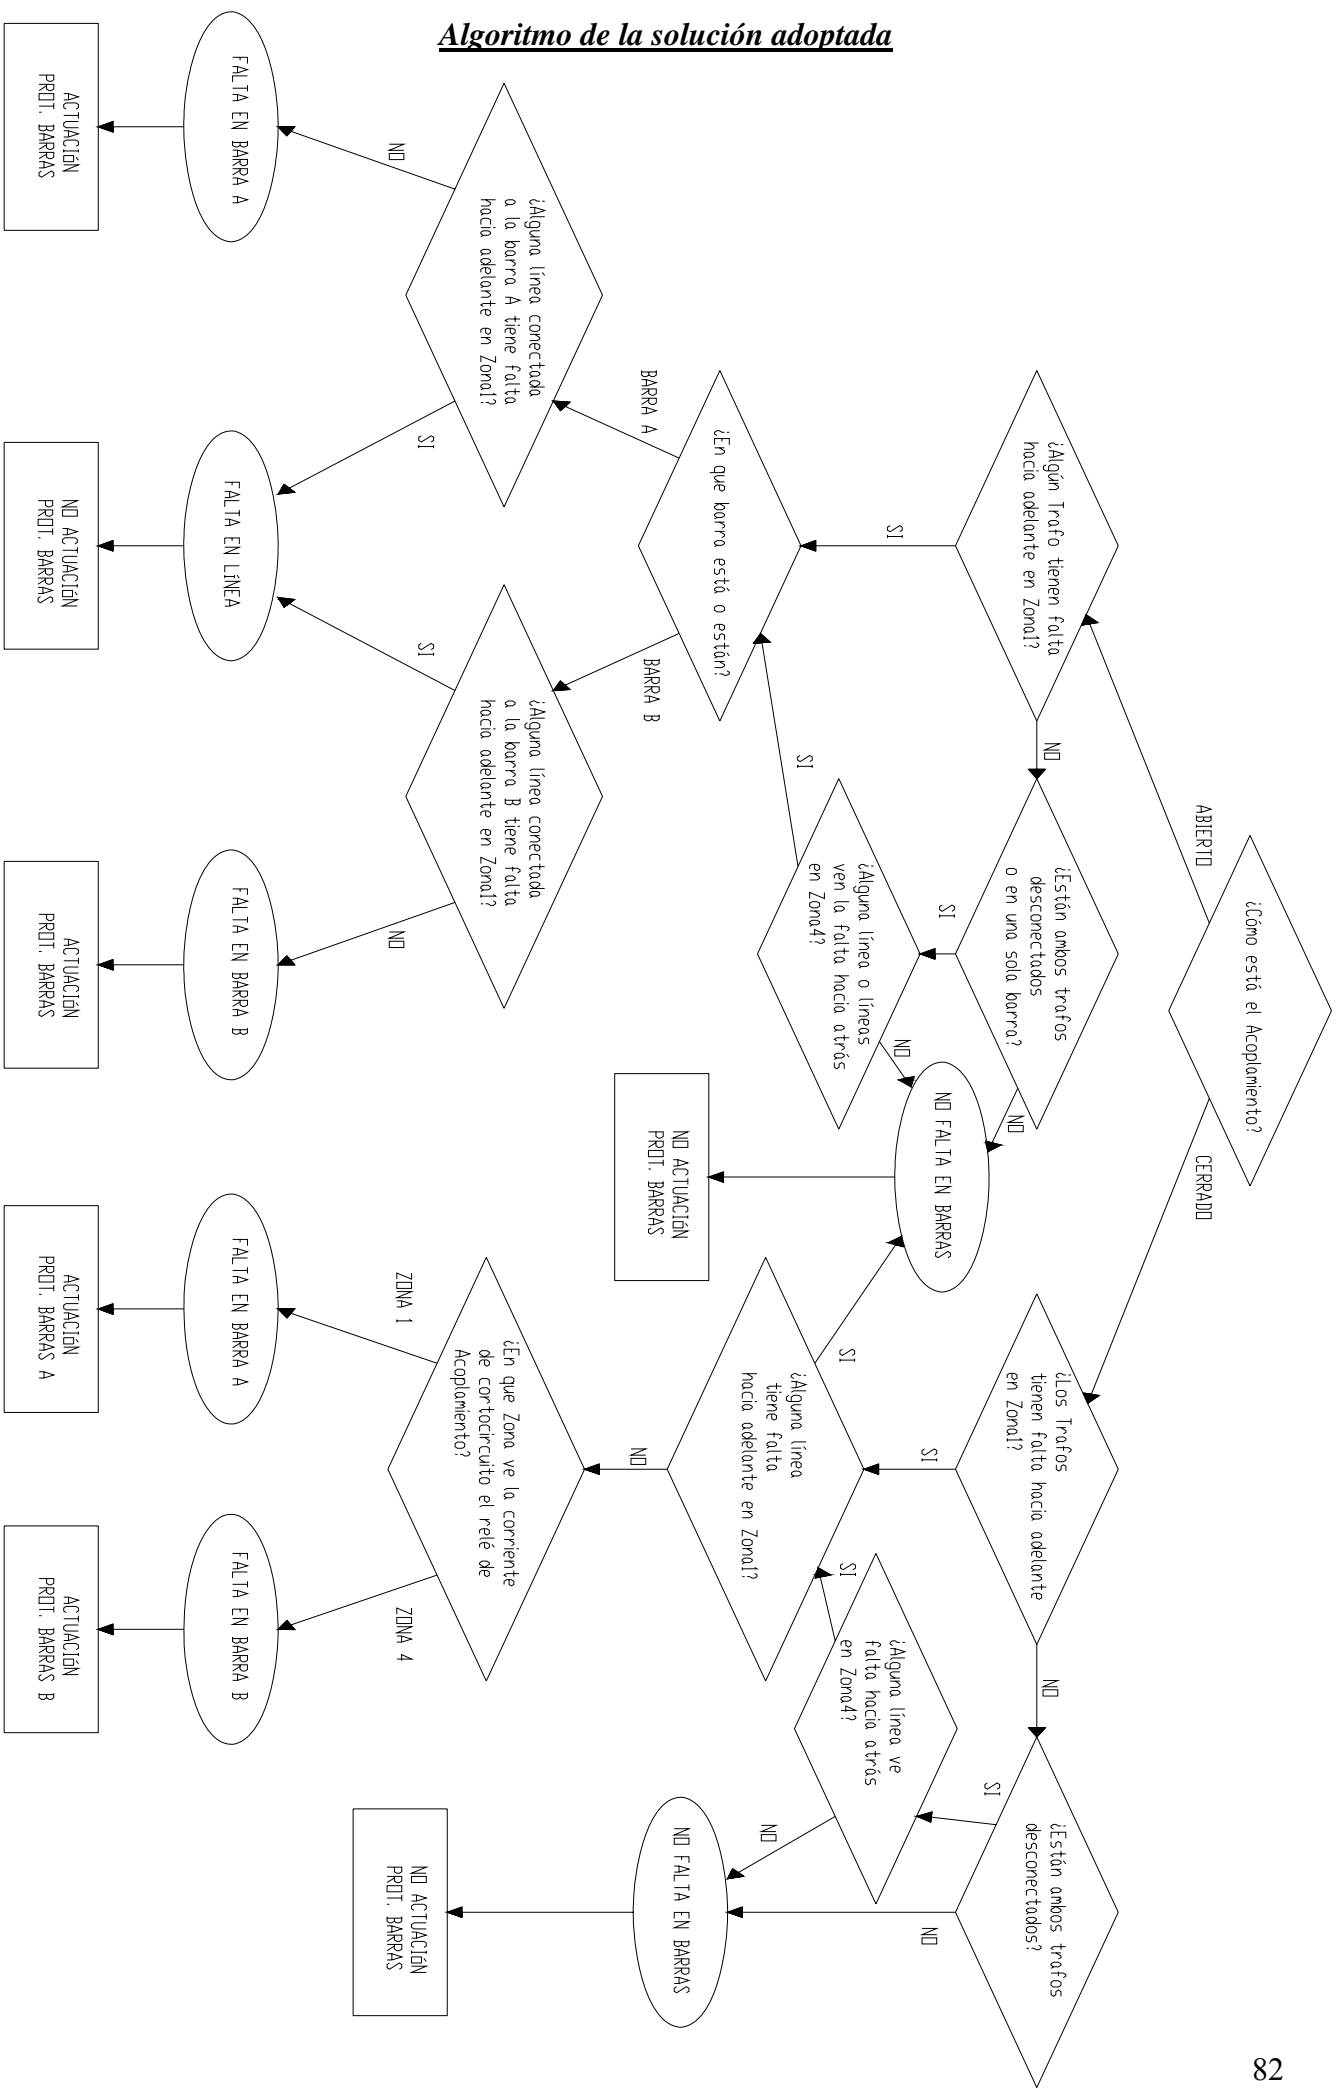 Algoritmo de la solución adoptada
¿Cómo está el Acoplamiento?
ABIERTO
CERRADO
¿Algún Trafo tienen falta
hacia adelante en Zona1?
SI
NO
¿Están ambos trafos
desconectados
o en una sola barra?
SI
NO
¿Alguna línea o líneas
ven la falta hacia atrás
en Zona4?
SI
NO
NO FALTA EN BARRAS
NO ACTUACIóN
PROT. BARRAS
¿En que barra está o están?
BARRA A
BARRA B
¿Alguna línea conectada
a la barra A tiene falta
hacia adelante en Zona1?
NO
SI
¿Alguna línea conectada
a la barra B tiene falta
hacia adelante en Zona1?
SI
NO
FALTA EN BARRA A
ACTUACIóN
PROT. BARRAS
FALTA EN LíNEA
NO ACTUACIóN
PROT. BARRAS
FALTA EN BARRA B
ACTUACIóN
PROT. BARRAS
¿Los Trafos
tienen falta hacia adelante
en Zona1?
SI
NO
¿Están ambos trafos
desconectados?
SI
NO
¿Alguna línea ve
falta hacia atrás
en Zona4?
SI
NO
¿Alguna línea
tiene falta
hacia adelante en Zona1?
SI
NO
NO FALTA EN BARRAS
NO ACTUACIóN
PROT. BARRAS
¿En que Zona ve la corriente
de cortocircuito el relé de
Acoplamiento?
ZONA 1
ZONA 4
FALTA EN BARRA A
ACTUACIóN
PROT. BARRAS A
FALTA EN BARRA B
ACTUACIóN
PROT. BARRAS B
82